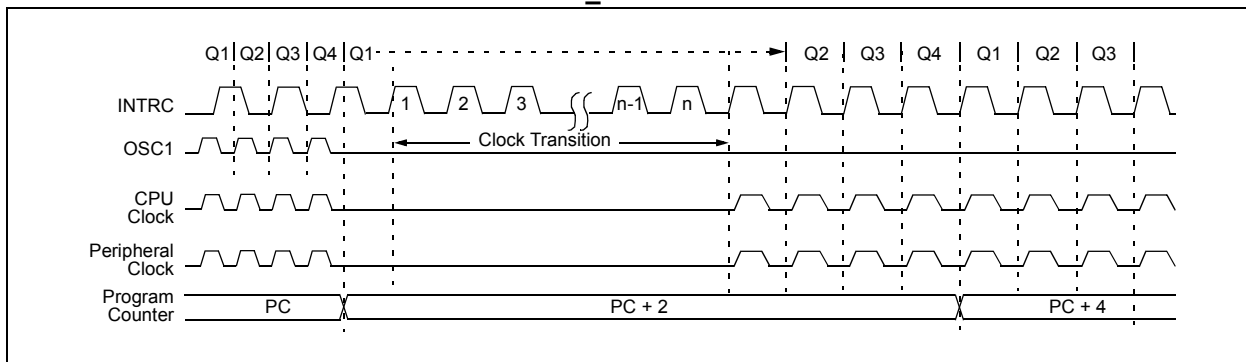 Q1 Q2 Q3 Q4 Q1 Q2 Q3 Q4 Q1 Q2 Q3
INTRC 1 2 3 n-1 n
OSC1 Clock Transition
CPU
Clock
Peripheral
Clock
Program
Counter
PC PC + 2 PC + 4